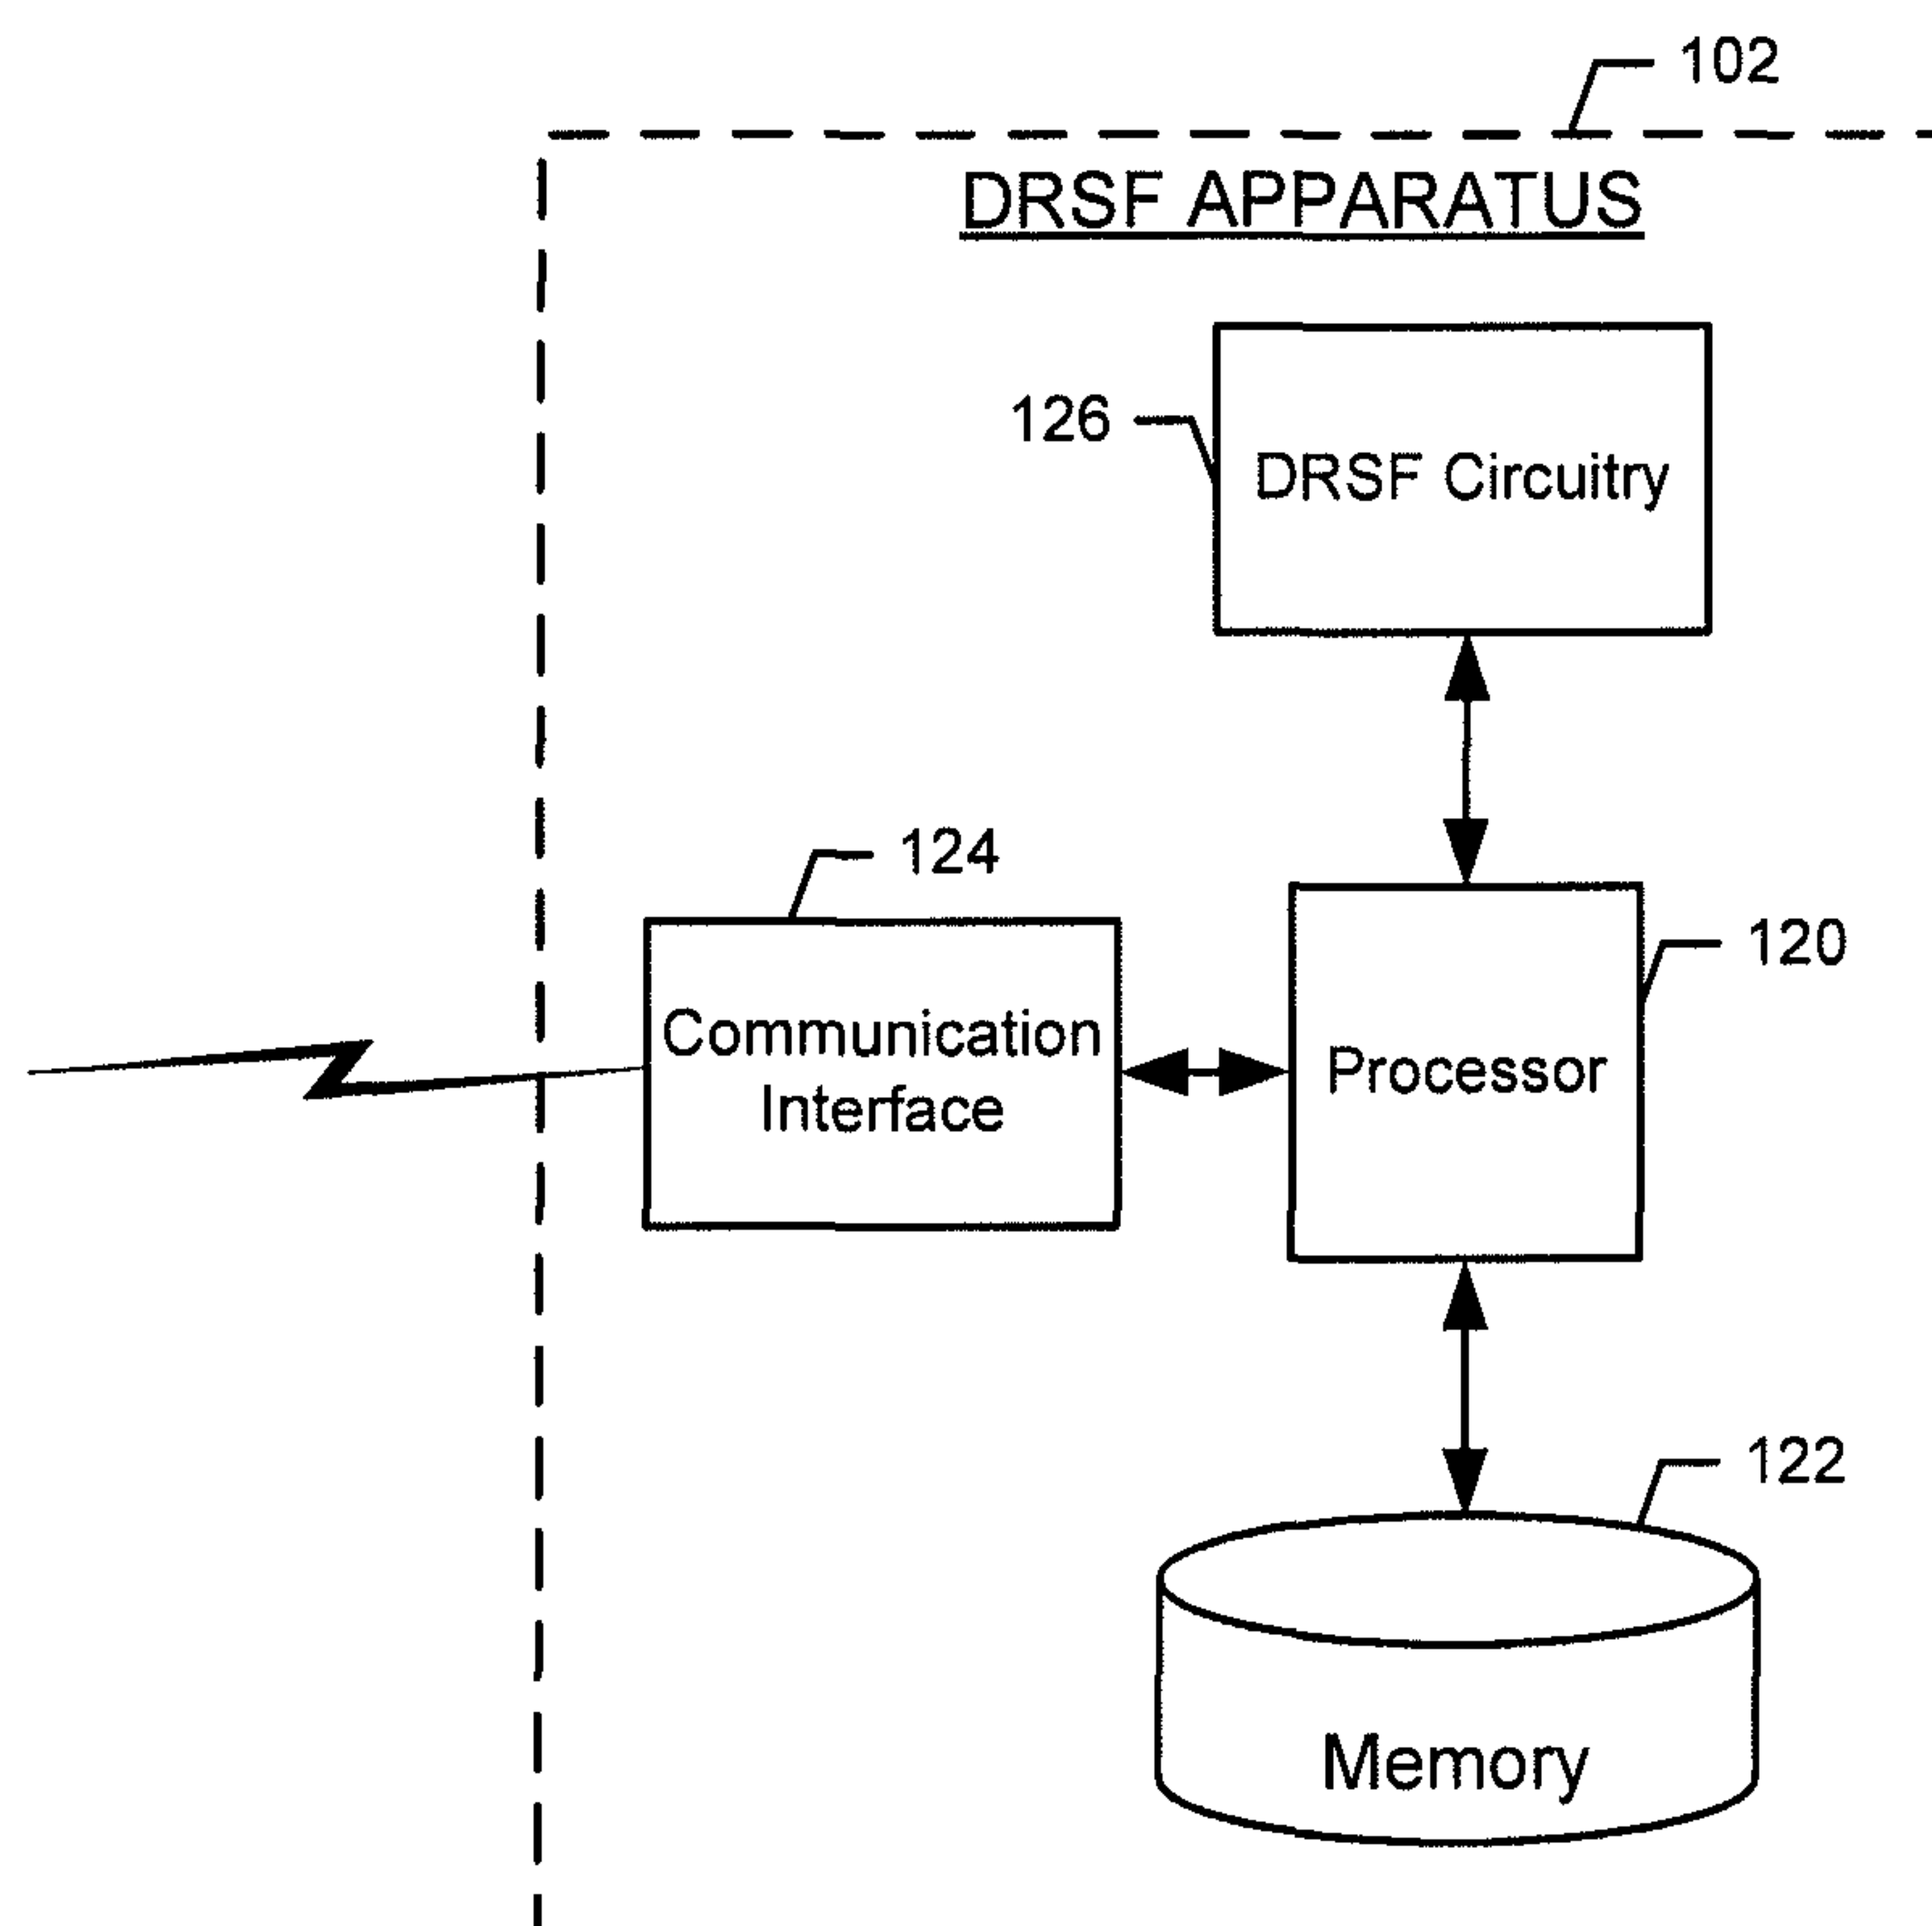 102
DRSF APPARATUS
126
DRSF Circuitry
124
120
Communication
Interface
Processor
122
Memory